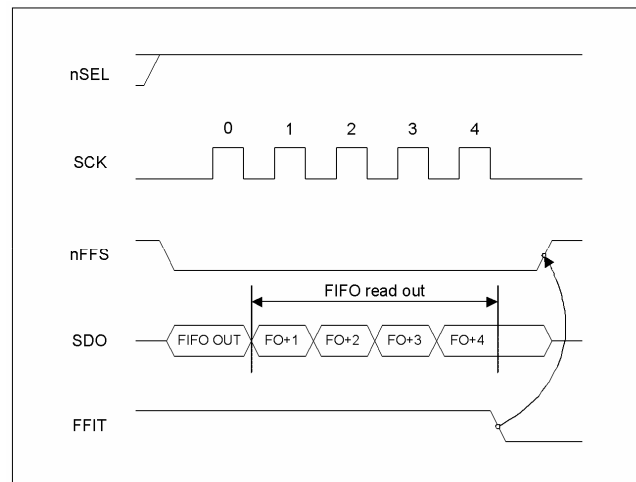 nSEL
0 1 2 3 4
SCK
nFFS
FIFO read out
SDO FIFO OUT FO+1 FO+2 FO+3 FO+4
FFIT